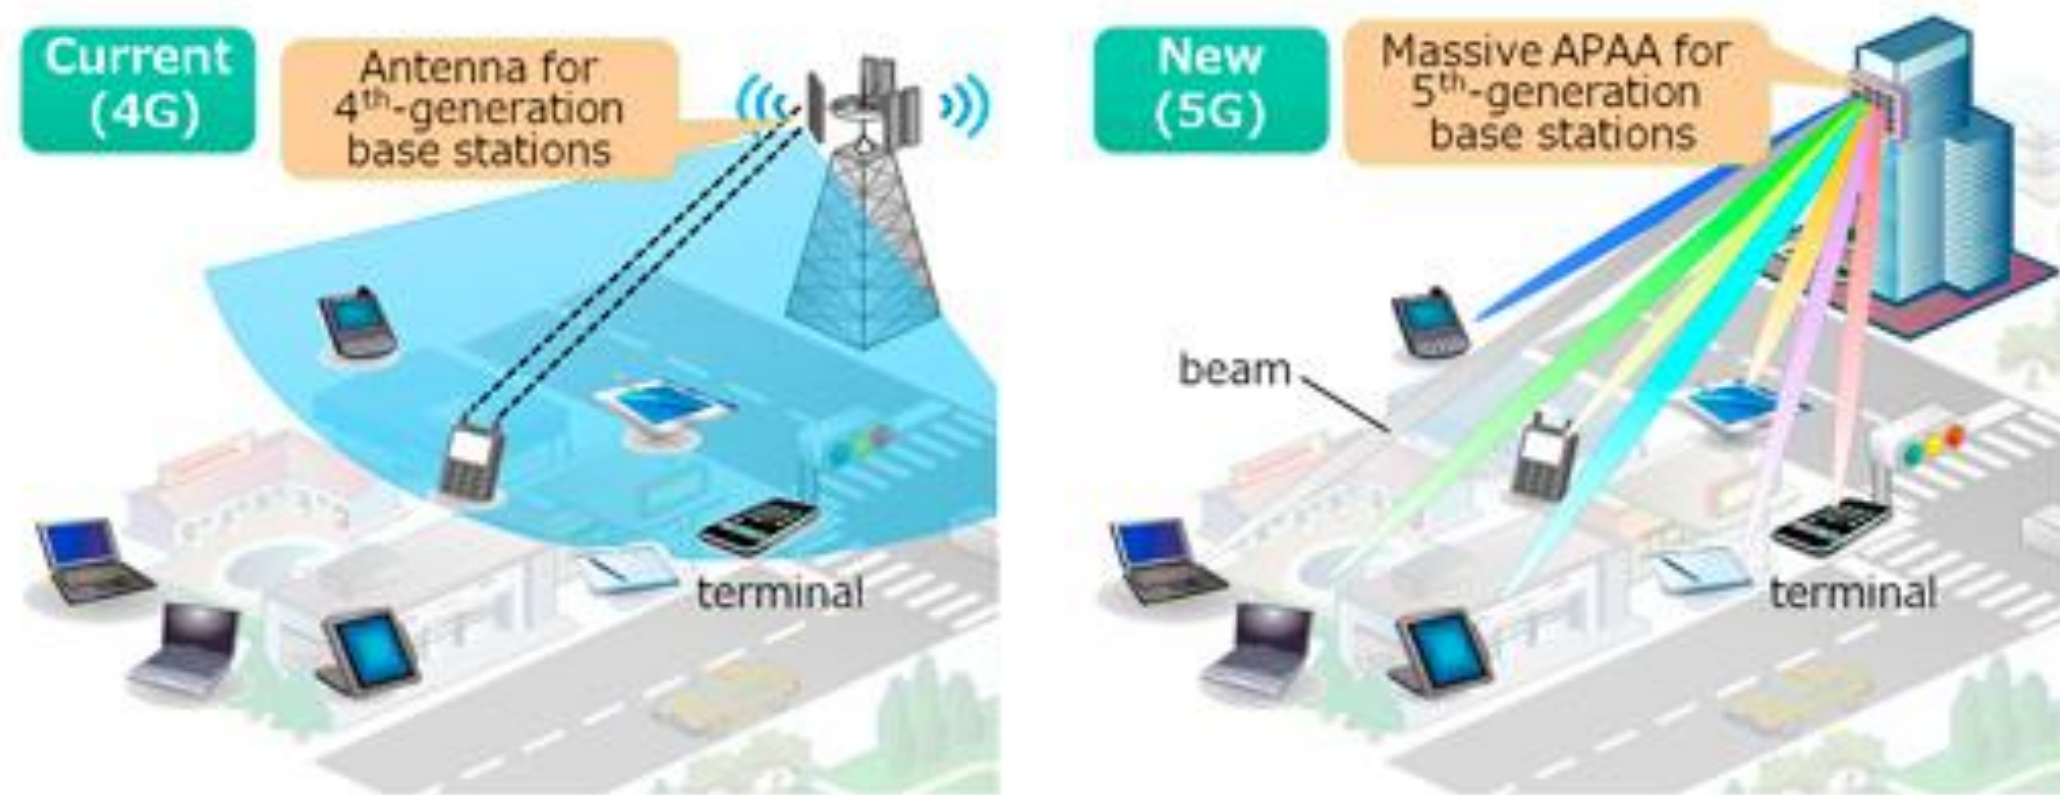 Current
(4G)
Antenna for
4th-generation
base stations
terminal
New
(5G)
Massive APAA for
5th-generation
base stations
beam
terminal